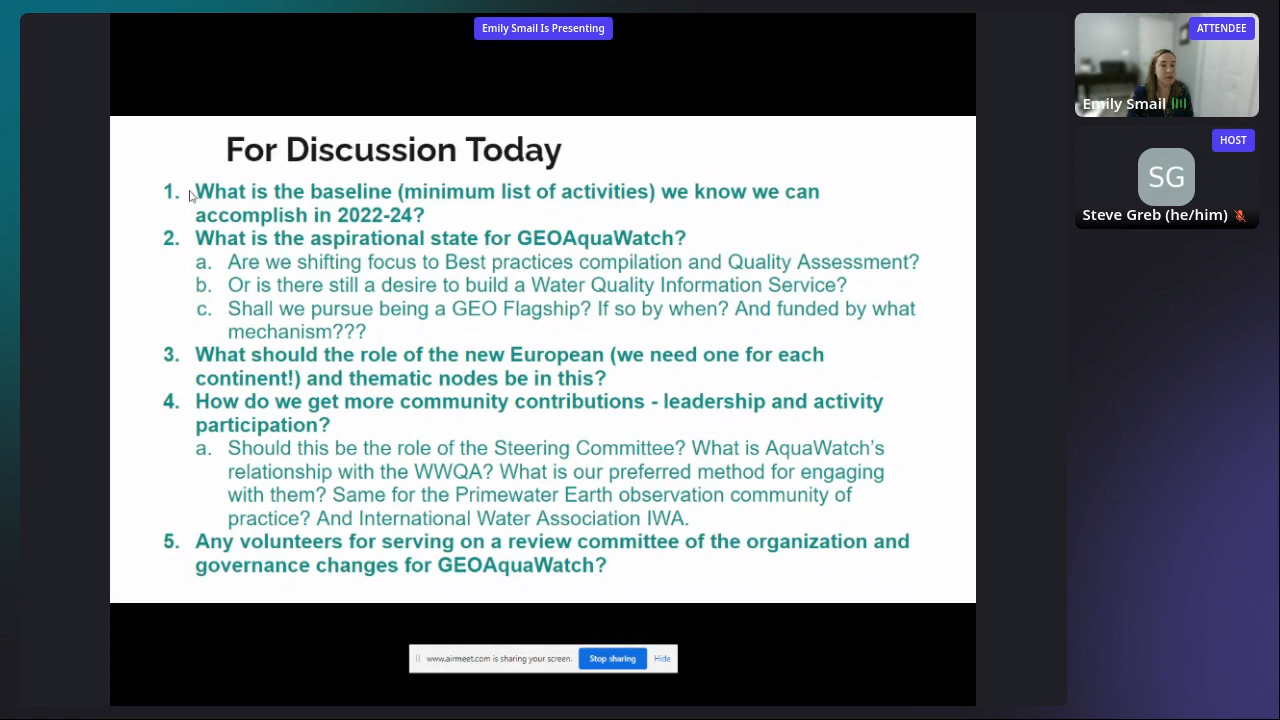 Emily Smail Is Presenting
ATTENDEE
Emily Smail
HOST
SG
Steve Greb (he/him)
For Discussion Today
1. What is the baseline (minimum list of activities) we know we can
accomplish in 2022-24?
2. What is the aspirational state for GEOAquaWatch?
a. Are we shifting focus to Best practices compilation and Quality Assessment?
b. Or is there still a desire to build a Water Quality Information Service?
c. Shall we pursue being a GEO Flagship? If so by when? And funded by what
mechanism???
3. What should the role of the new European (we need one for each
continent!) and thematic nodes be in this?
4. How do we get more community contributions - leadership and activity
participation?
a. Should this be the role of the Steering Committee? What is AquaWatch's
relationship with the WWQA? What is our preferred method for engaging
with them? Same for the Primewater Earth observation community of
practice? And International Water Association IWA.
5. Any volunteers for serving on a review committee of the organization and
governance changes for GEOAquaWatch?
www.airmeet.com is sharing your screen.
Stop sharing
Hide